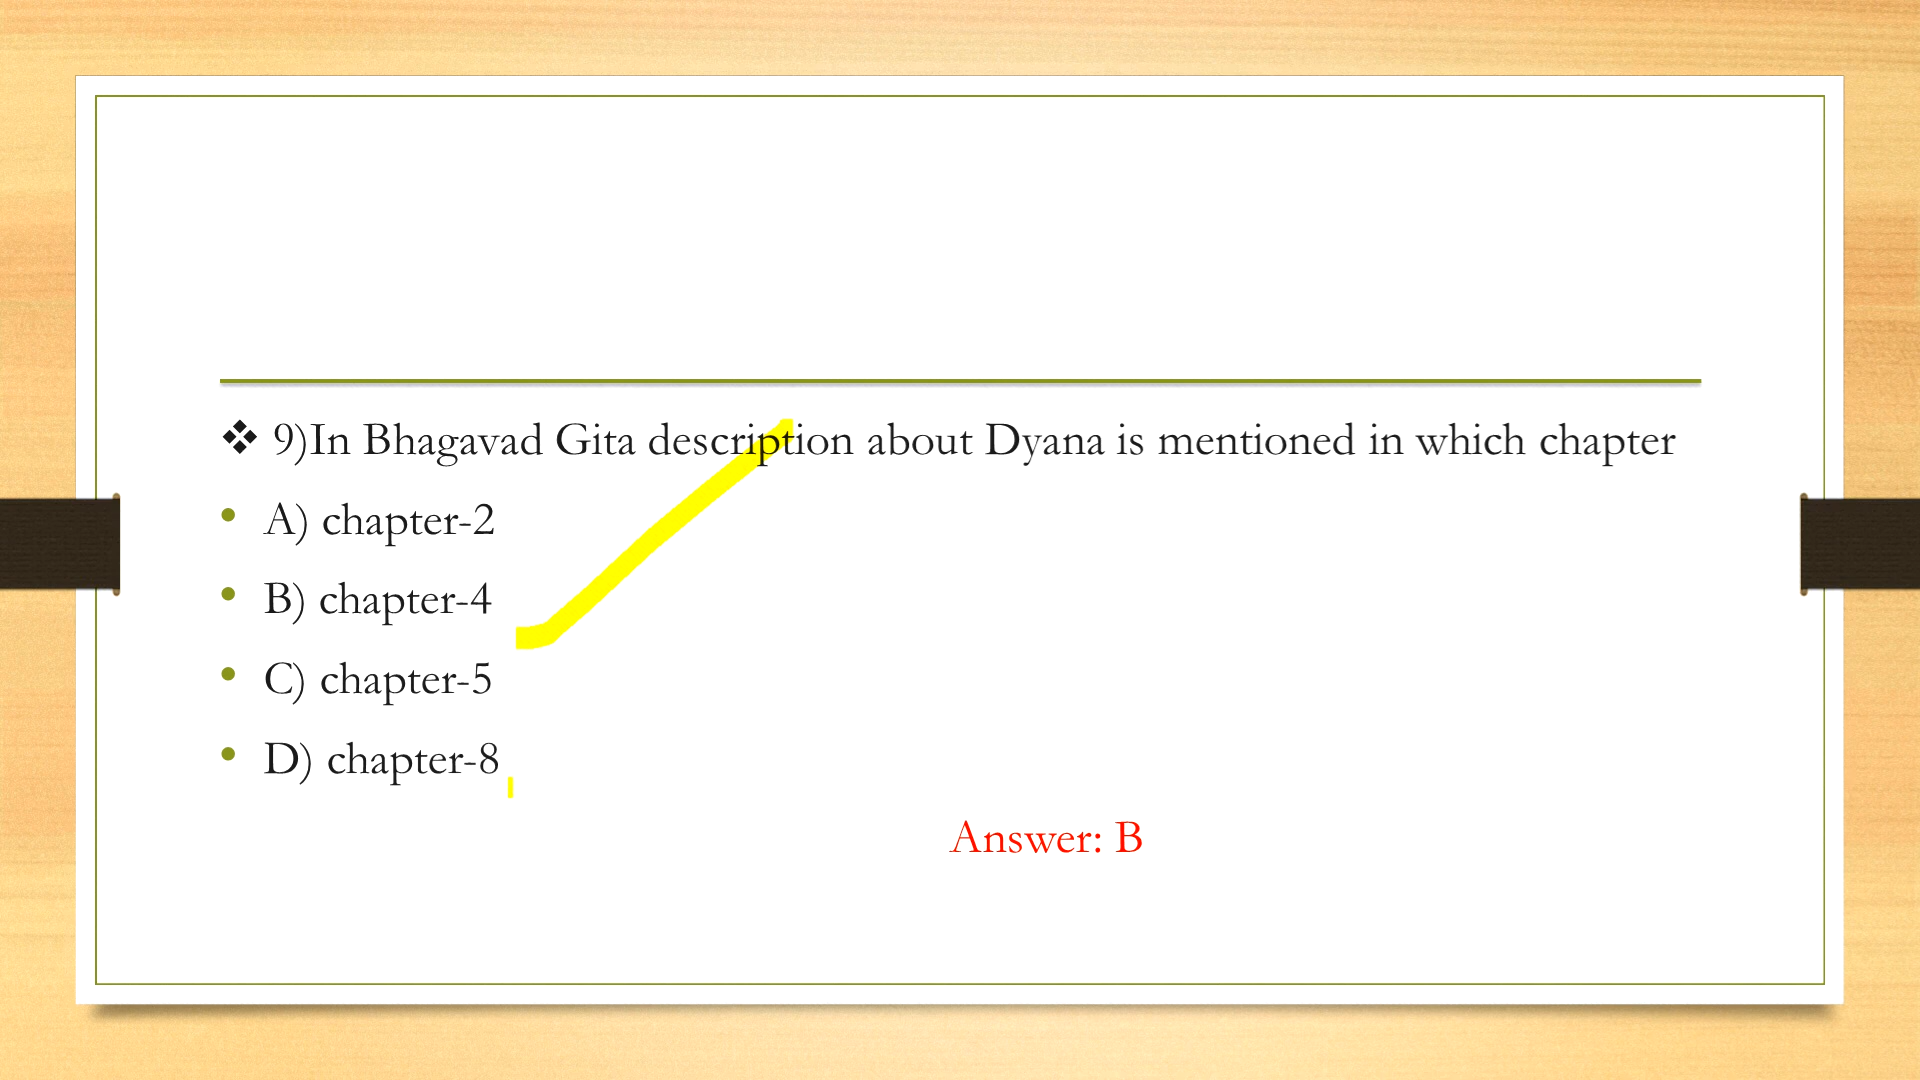 ❖ 9)In Bhagavad Gita description about Dyana is mentioned in which chapter
• A) chapter-2
• B) chapter-4
• C) chapter-5
• D) chapter-8
Answer: B